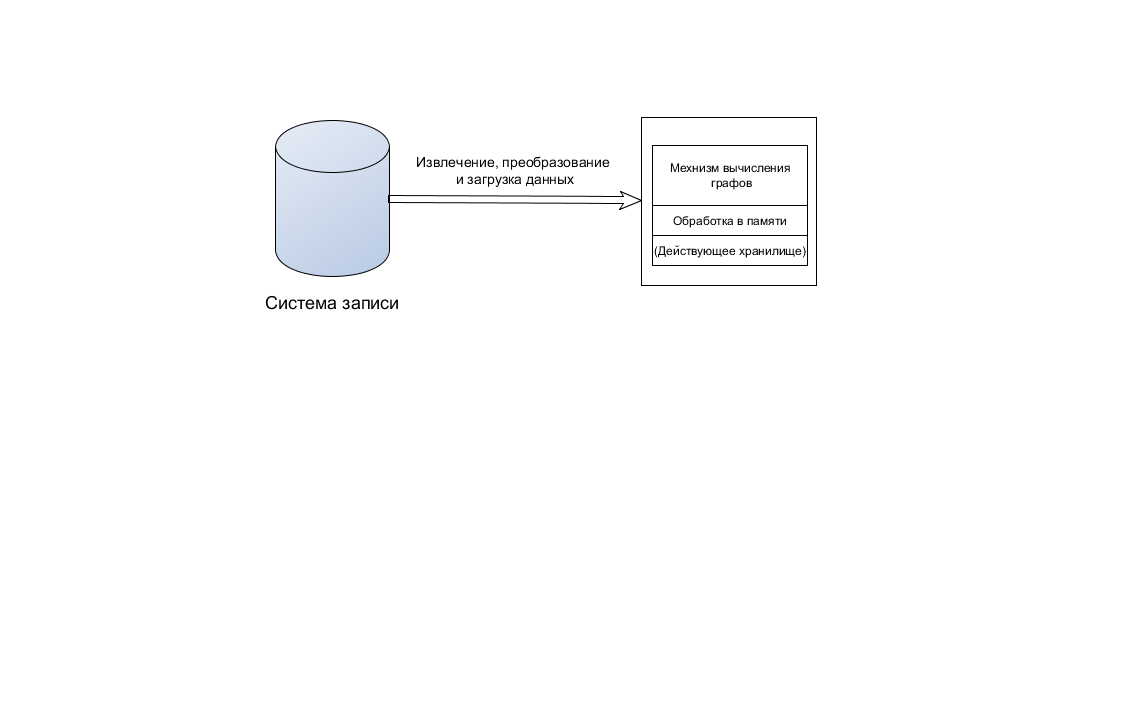 Извлечение, преобразование
и загрузка данных
Мехнизм вычисления
графов
Обработка в памяти
(Действующее хранилище)
Система записи